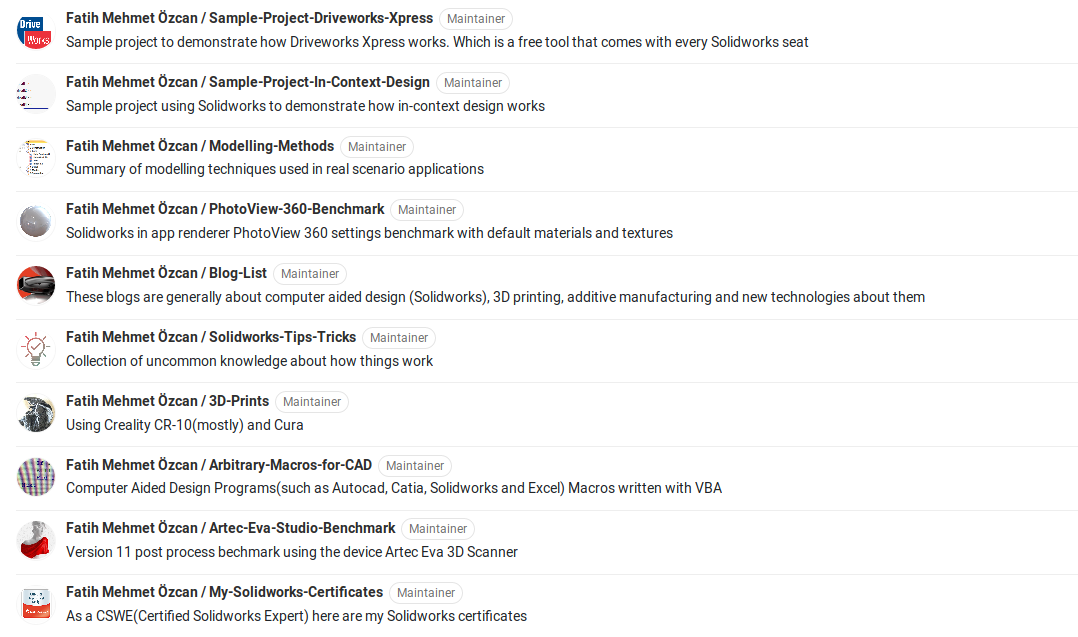 Drive
Works
Fatih Mehmet Özcan / Sample-Project-Driveworks-Xpress Maintainer
Sample project to demonstrate how Driveworks Xpress works. Which is a free tool that comes with every Solidworks seat
Fatih Mehmet Özcan / Sample-Project-In-Context-Design Maintainer
Sample project using Solidworks to demonstrate how in-context design works
Fatih Mehmet Özcan / Modelling-Methods Maintainer
Summary of modelling techniques used in real scenario applications
Fatih Mehmet Özcan / PhotoView-360-Benchmark Maintainer
Solidworks in app renderer PhotoView 360 settings benchmark with default materials and textures
Fatih Mehmet Özcan / Blog-List Maintainer
These blogs are generally about computer aided design (Solidworks), 3D printing, additive manufacturing and new technologies about them
Fatih Mehmet Özcan / Solidworks-Tips-Tricks Maintainer
Collection of uncommon knowledge about how things work
Fatih Mehmet Özcan / 3D-Prints Maintainer
Using Creality CR-10(mostly) and Cura
Fatih Mehmet Özcan / Arbitrary-Macros-for-CAD Maintainer
Computer Aided Design Programs(such as Autocad, Catia, Solidworks and Excel) Macros written with VBA
Fatih Mehmet Özcan / Artec-Eva-Studio-Benchmark Maintainer
Version 11 post process bechmark using the device Artec Eva 3D Scanner
Fatih Mehmet Özcan / My-Solidworks-Certificates Maintainer
As a CSWE(Certified Solidworks Expert) here are my Solidworks certificates